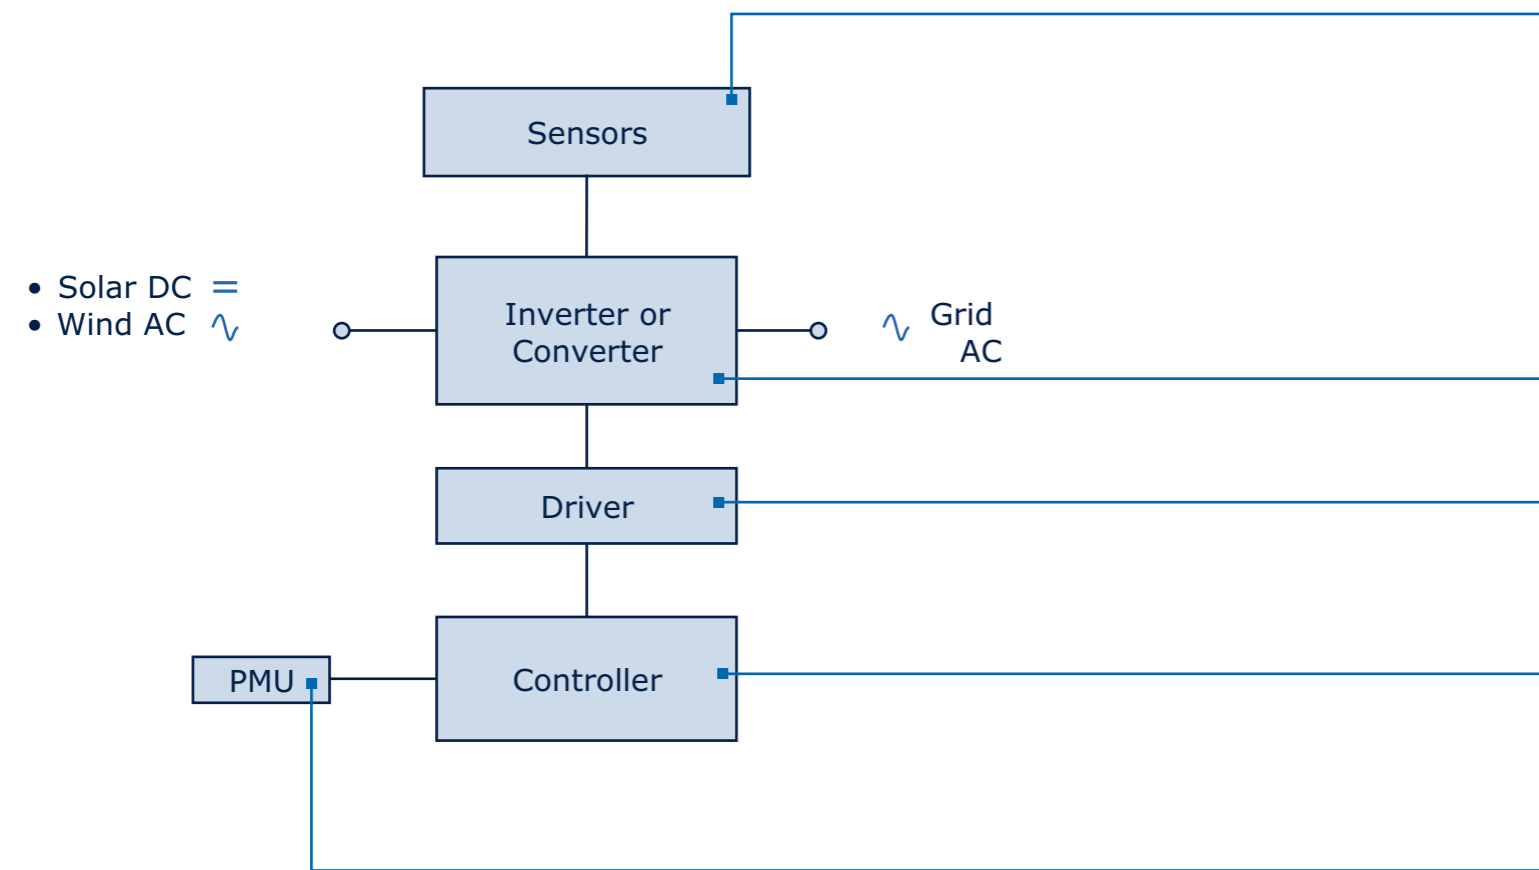 Sensors
• Solar DC =
• Wind AC
Inverter or
Converter
Grid
AC
Driver
PMU
Controller